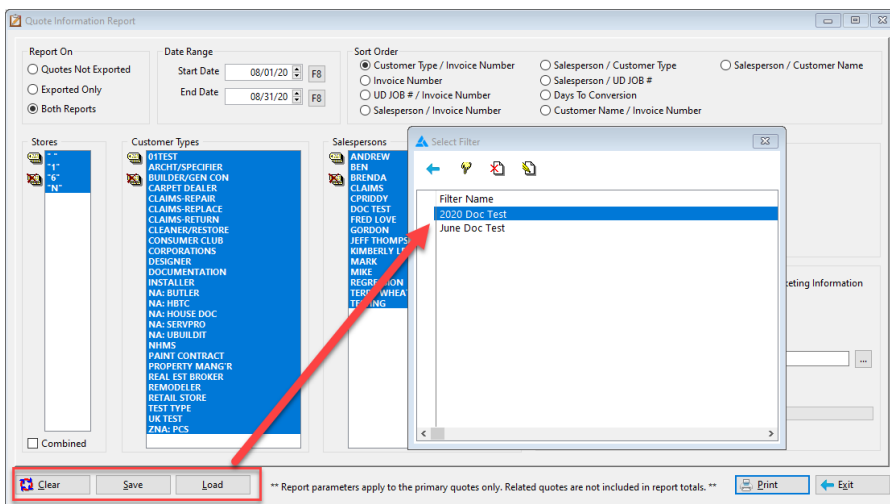 Quote Information Report
Report On
Quotes Not Exported
Exported Only
Both Reports
Date Range
Start Date 08/01/20 F8
End Date 08/31/20 F8
Sort Order
Customer Type / Invoice Number
Invoice Number
UD JOB # / Invoice Number
Salesperson / Invoice Number
Salesperson / Customer Type
Salesperson / UD JOB #
Days To Conversion
Customer Name / Invoice Number
Salesperson / Customer Name
Stores
" "
"1"
"6"
"N"
Combined
Customer Types
01TEST
ARCHT/SPECIFIER
BUILDER/GEN CON
CARPET DEALER
CLAIMS-REPAIR
CLAIMS-REPLACE
CLAIMS-RETURN
CLEANER/RESTORE
CONSUMER CLUB
CORPORATIONS
DESIGNER
DOCUMENTATION
INSTALLER
NA: BUTLER
NA: HBTC
NA: HOUSE DOC
NA: SERVPRO
NA: UBUILDIT
NHMS
PAINT CONTRACT
PROPERTY MANG'R
REAL EST BROKER
REMODELER
RETAIL STORE
TEST TYPE
UK TEST
ZNA: PCS
Salespersons
ANDREW
BEN
BRENDA
CLAIMS
CPRIDDY
DOC TEST
FRED LOVE
GORDON
JEFF THOMPS
KIMBERLY
MARK
MIKE
Select Filter
Filter Name
2020 Doc Test
June Doc Test
keting Information
...
Clear Save Load
** Report parameters apply to the primary quotes only. Related quotes are not included in report totals. **
Print Exit